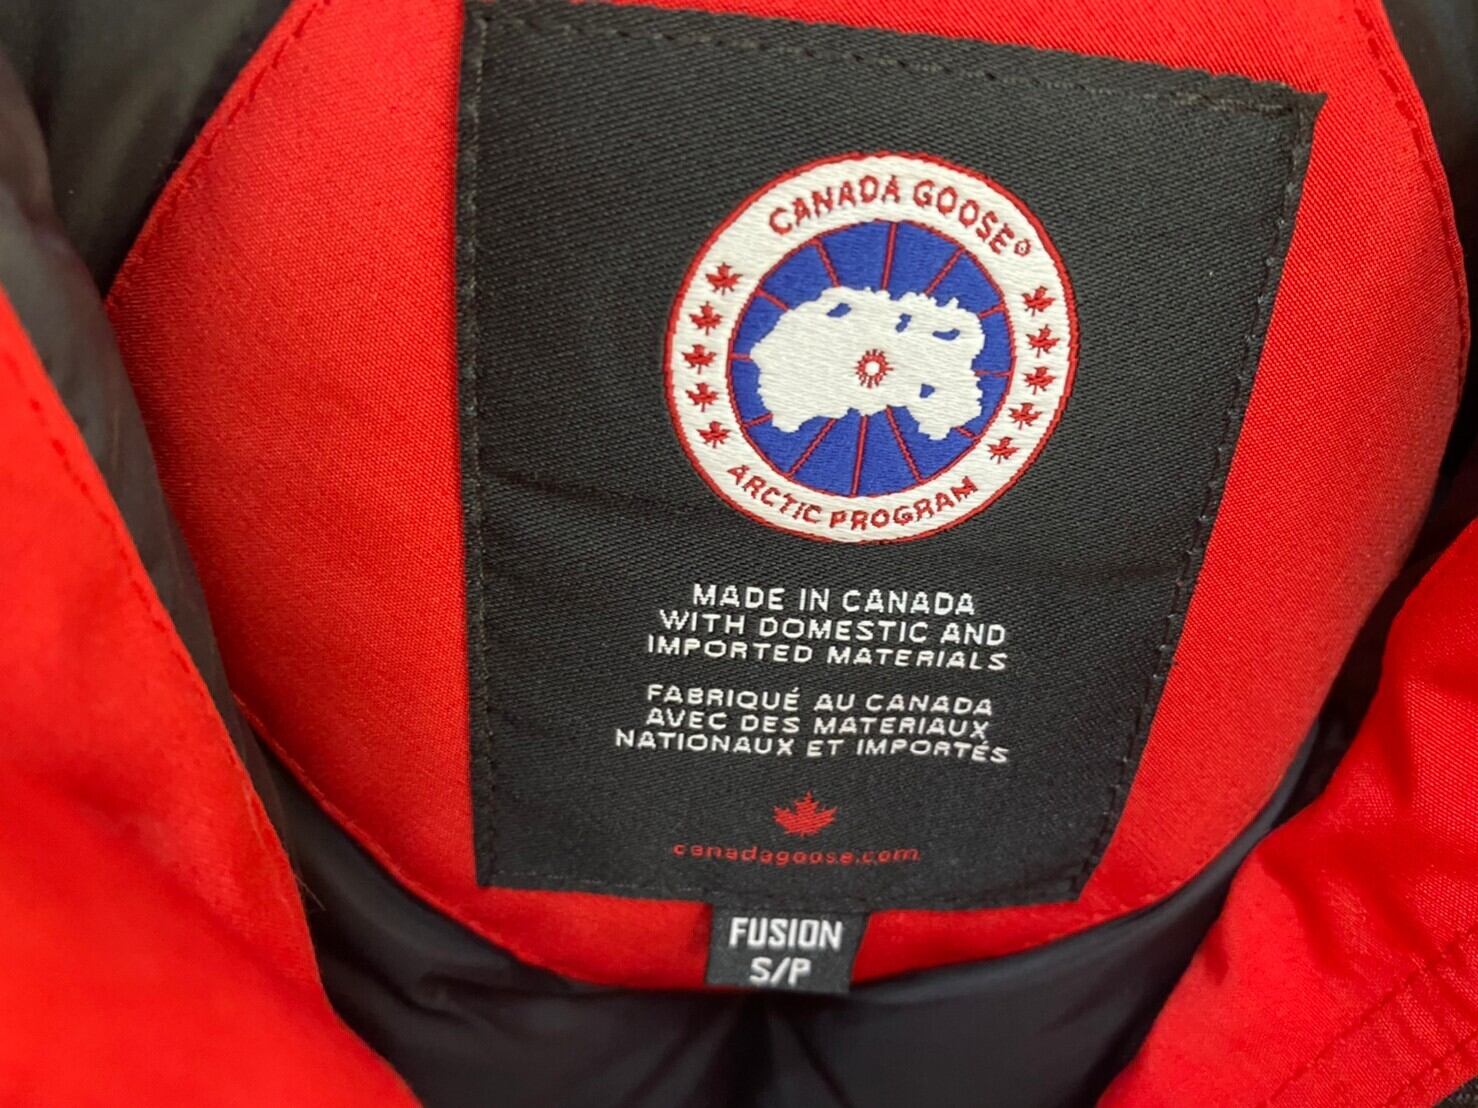 CANADA GOOSE®
ARCTIC PROGRAM
MADE IN CANADA
WITH DOMESTIC AND
IMPORTED MATERIALS
FABRIQUÉ AU CANADA
AVEC DES MATERIAUX
NATIONAUX ET IMPORTÉS
canadagoose.com
FUSION
S/P